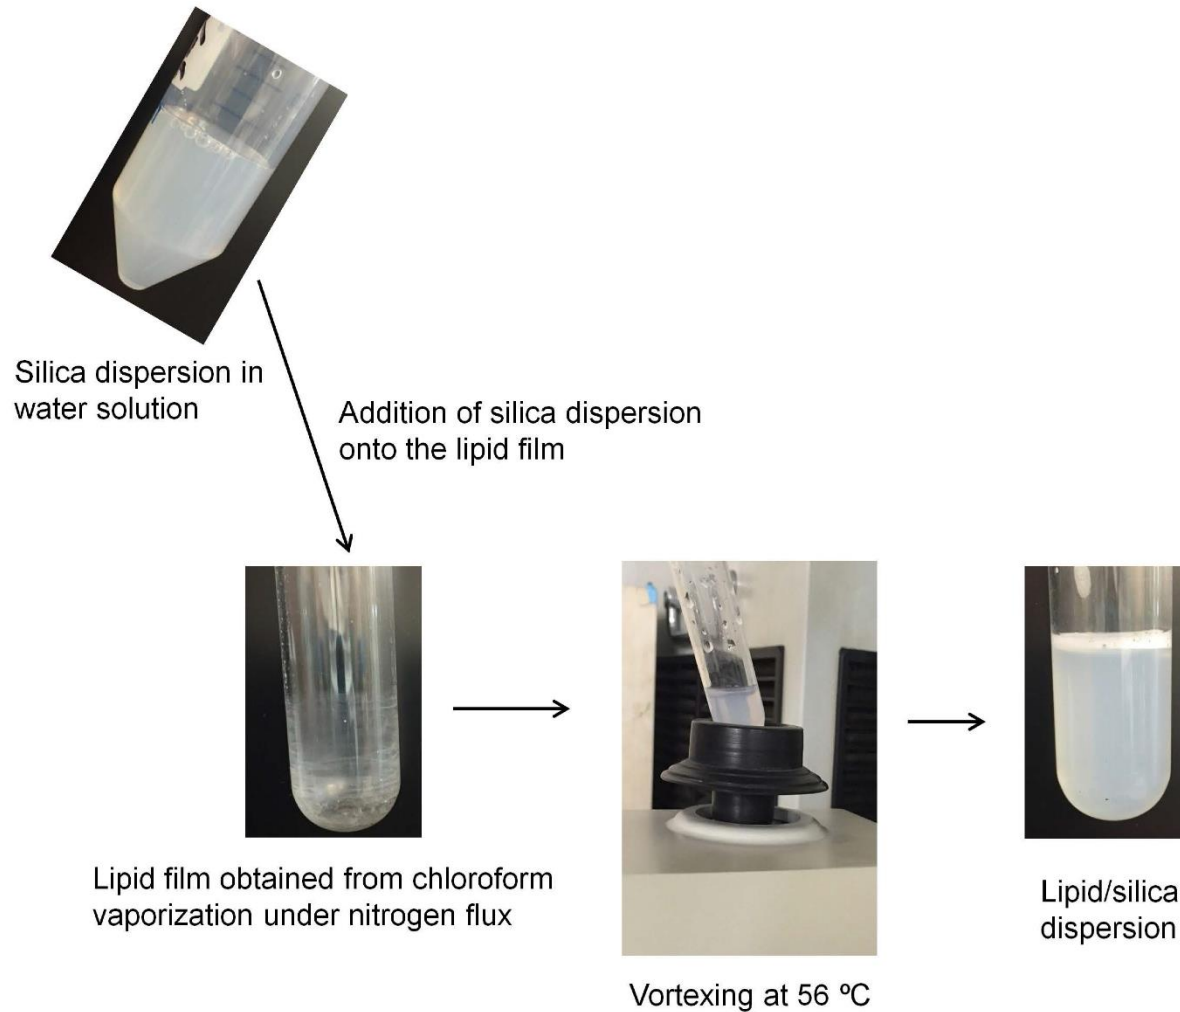 Silica dispersion in
water solution
Addition of silica dispersion
onto the lipid film
Lipid film obtained from chloroform
vaporization under nitrogen flux
Vortexing at 56 ºC
Lipid/silica
dispersion